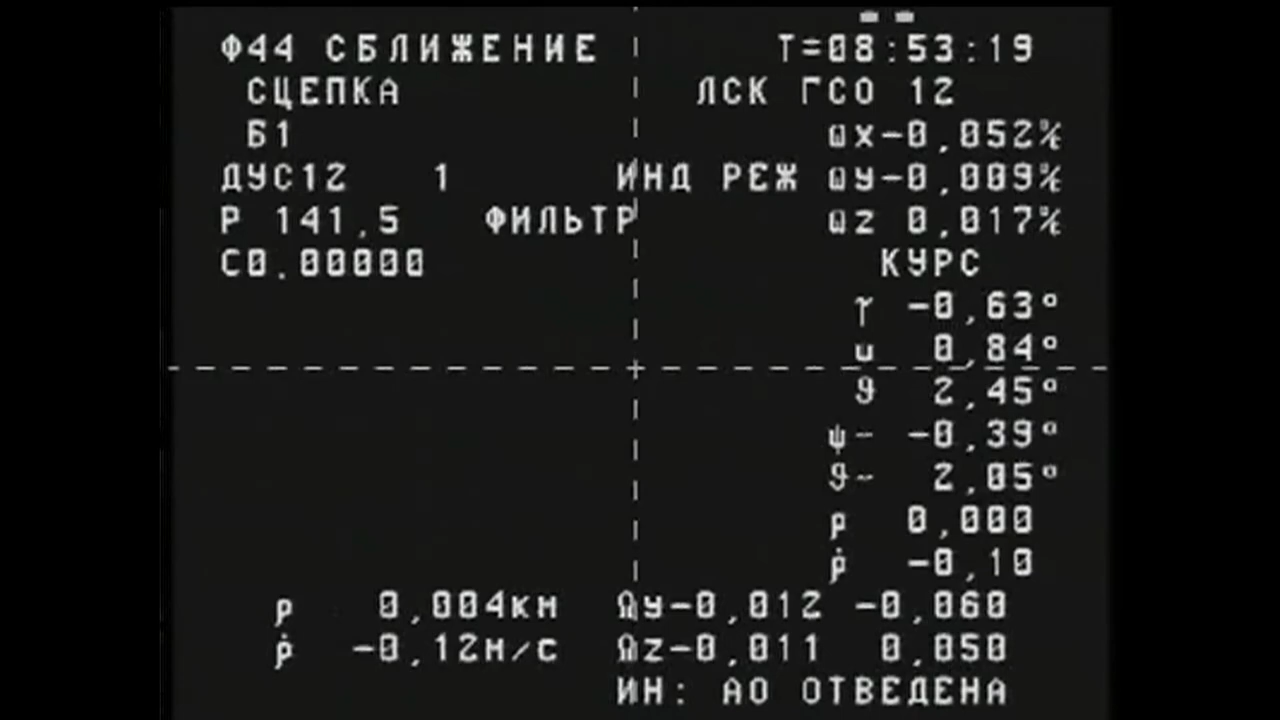 Ф44 СБЛИЖЕНИЕ T=08:53:19
СЦЕПКА ЛСК ГСО 12
Б1 ωx-0,052%
ДУС12 1 ИНД РЕЖ ωy-0,009%
Р 141,5 ФИЛЬТР ωz 0,017%
С0.00000 КУРС
γ -0,63°
u 0,84°
ϑ 2,45°
ψ~ -0,39°
ϑ~ 2,05°
ρ 0,000
ρ̇ -0,10
ρ 0,004км Ωy-0,012 -0,060
ρ̇ -0,12м/с Ωz-0,011 0,050
ИН: АО ОТВЕДЕНА